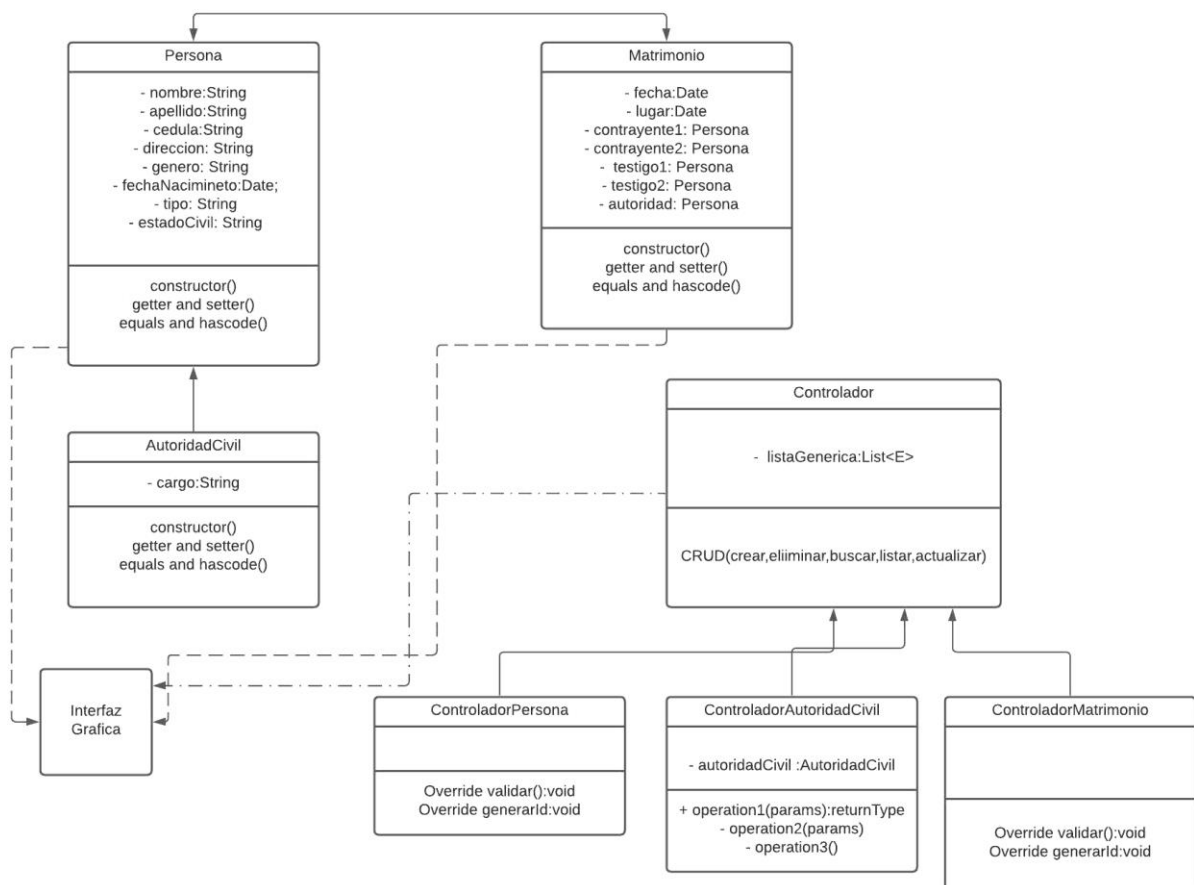 Persona
- nombre:String
- apellido:String
- cedula:String
- direccion: String
- genero: String
- fechaNacimineto:Date;
- tipo: String
- estadoCivil: String
constructor()
getter and setter()
equals and hascode()
Matrimonio
- fecha:Date
- lugar:Date
- contrayente1: Persona
- contrayente2: Persona
- testigo1: Persona
- testigo2: Persona
- autoridad: Persona
constructor()
getter and setter()
equals and hascode()
AutoridadCivil
- cargo:String
constructor()
getter and setter()
equals and hascode()
Controlador
- listaGenerica:List<E>
CRUD(crear,eliiminar,buscar,listar,actualizar)
Interfaz
Grafica
ControladorPersona
Override validar():void
Override generarId:void
ControladorAutoridadCivil
- autoridadCivil :AutoridadCivil
+ operation1(params):returnType
- operation2(params)
- operation3()
ControladorMatrimonio
Override validar():void
Override generarId:void